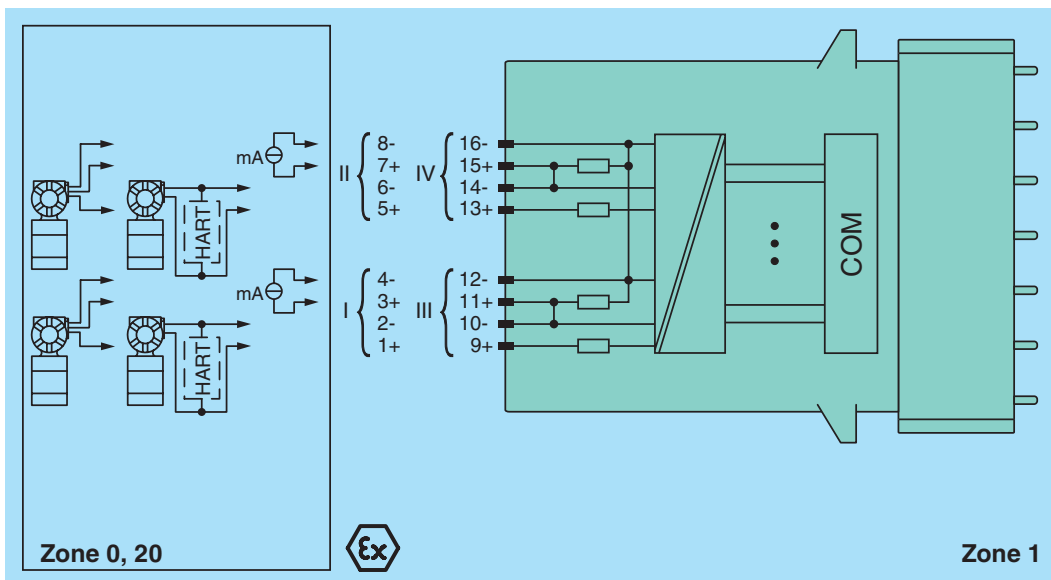 mA
II
8-
7+
6-
5+
IV
16-
15+
14-
13+
HART
mA
I
4-
3+
2-
1+
III
12-
11+
10-
9+
HART
COM
Zone 0, 20
Ex
Zone 1